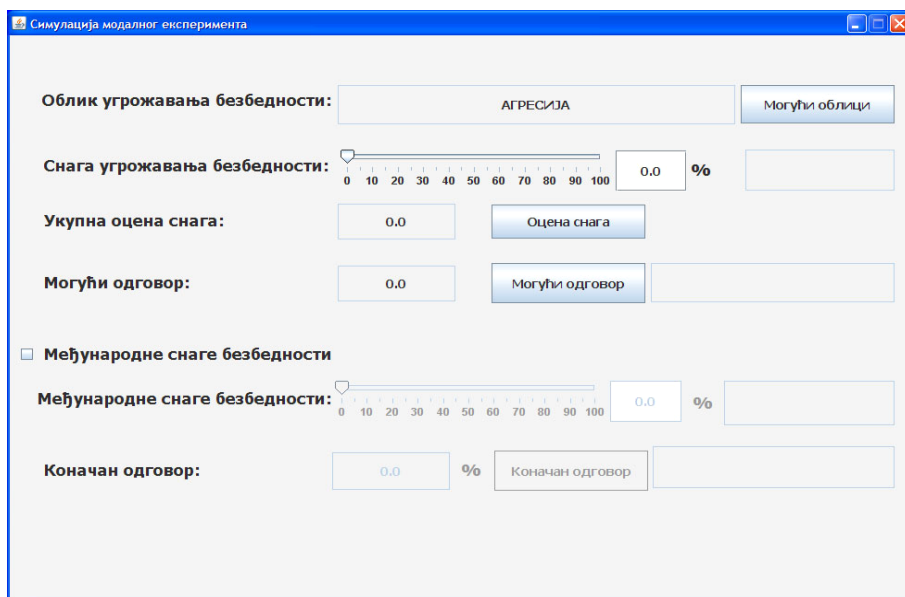 Симулација модалног експеримента
Облик угрожавања безбедности: АГРЕСИЈА Могући облици
Снага угрожавања безбедности: 0 10 20 30 40 50 60 70 80 90 100 0.0 %
Укупна оцена снага: 0.0 Оцена снага
Могући одговор: 0.0 Могући одговор
Међународне снаге безбедности
Међународне снаге безбедности: 0 10 20 30 40 50 60 70 80 90 100 0.0 %
Коначан одговор: 0.0 % Коначан одговор